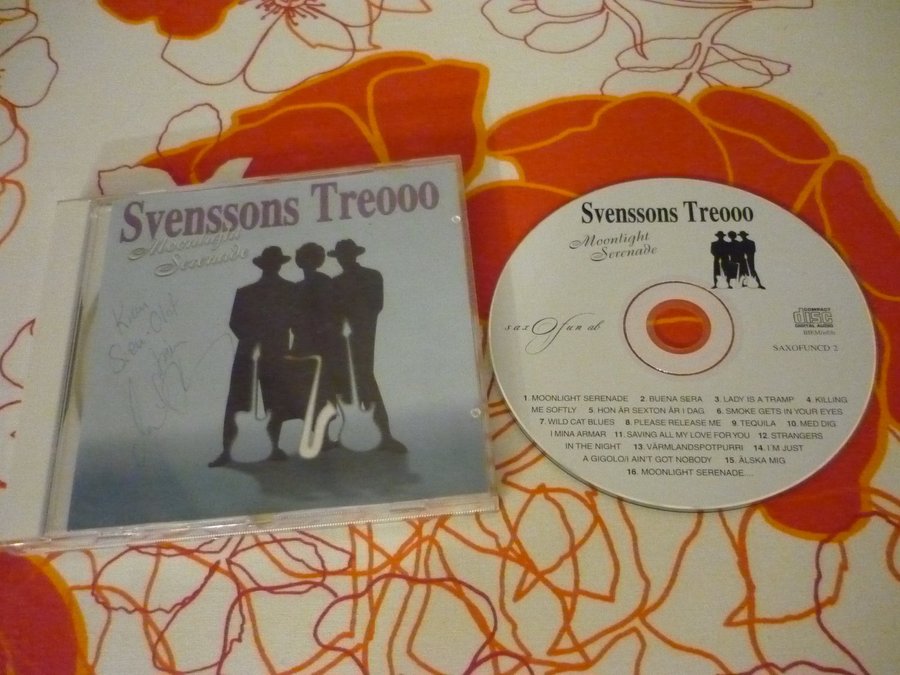 Svenssons Treooo
Moonlight
Serenade
Svenssons Treooo
Moonlight
Serenade
saxOfun ab
COMPACT
disc
DIGITAL AUDIO
BIEM/n©b
SAXOFUNCD 2
1. MOONLIGHT SERENADE 2. BUENA SERA 3. LADY IS A TRAMP 4. KILLING
ME SOFTLY 5. HON ÄR SEXTON ÅR I DAG 6. SMOKE GETS IN YOUR EYES
7. WILD CAT BLUES 8. PLEASE RELEASE ME 9. TEQUILA 10. MED DIG
I MINA ARMAR 11. SAVING ALL MY LOVE FOR YOU 12 STRANGERS
IN THE NIGHT 13. VÄRMLANDSPOTPURRI 14. I´M JUST
A GIGOLO/I AIN´T GOT NOBODY 15. ÄLSKA MIG
16. MOONLIGHT SERENADE....